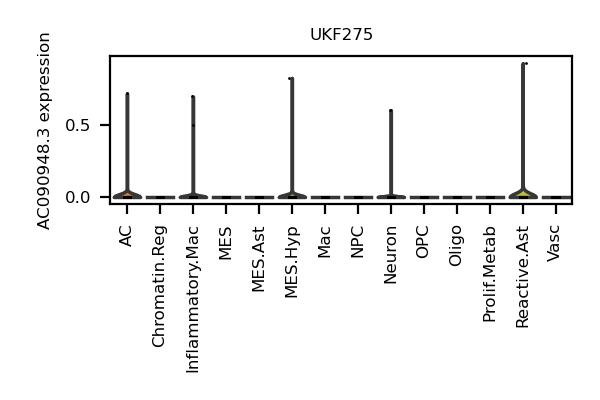 UKF275
AC090948.3 expression
0.5
0.0
AC
Chromatin.Reg
Inflammatory.Mac
MES
MES.Ast
MES.Hyp
Mac
NPC
Neuron
OPC
Oligo
Prolif.Metab
Reactive.Ast
Vasc